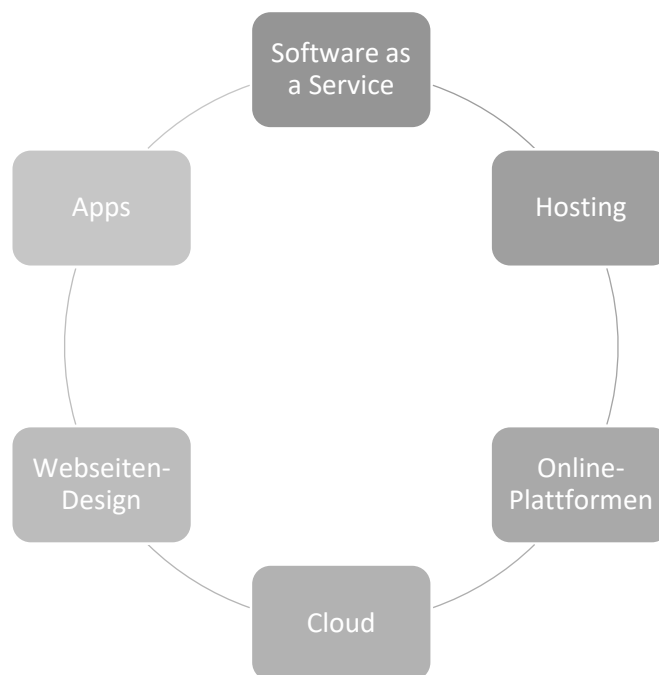 Software as
a Service
Hosting
Online-
Plattformen
Cloud
Webseiten-
Design
Apps